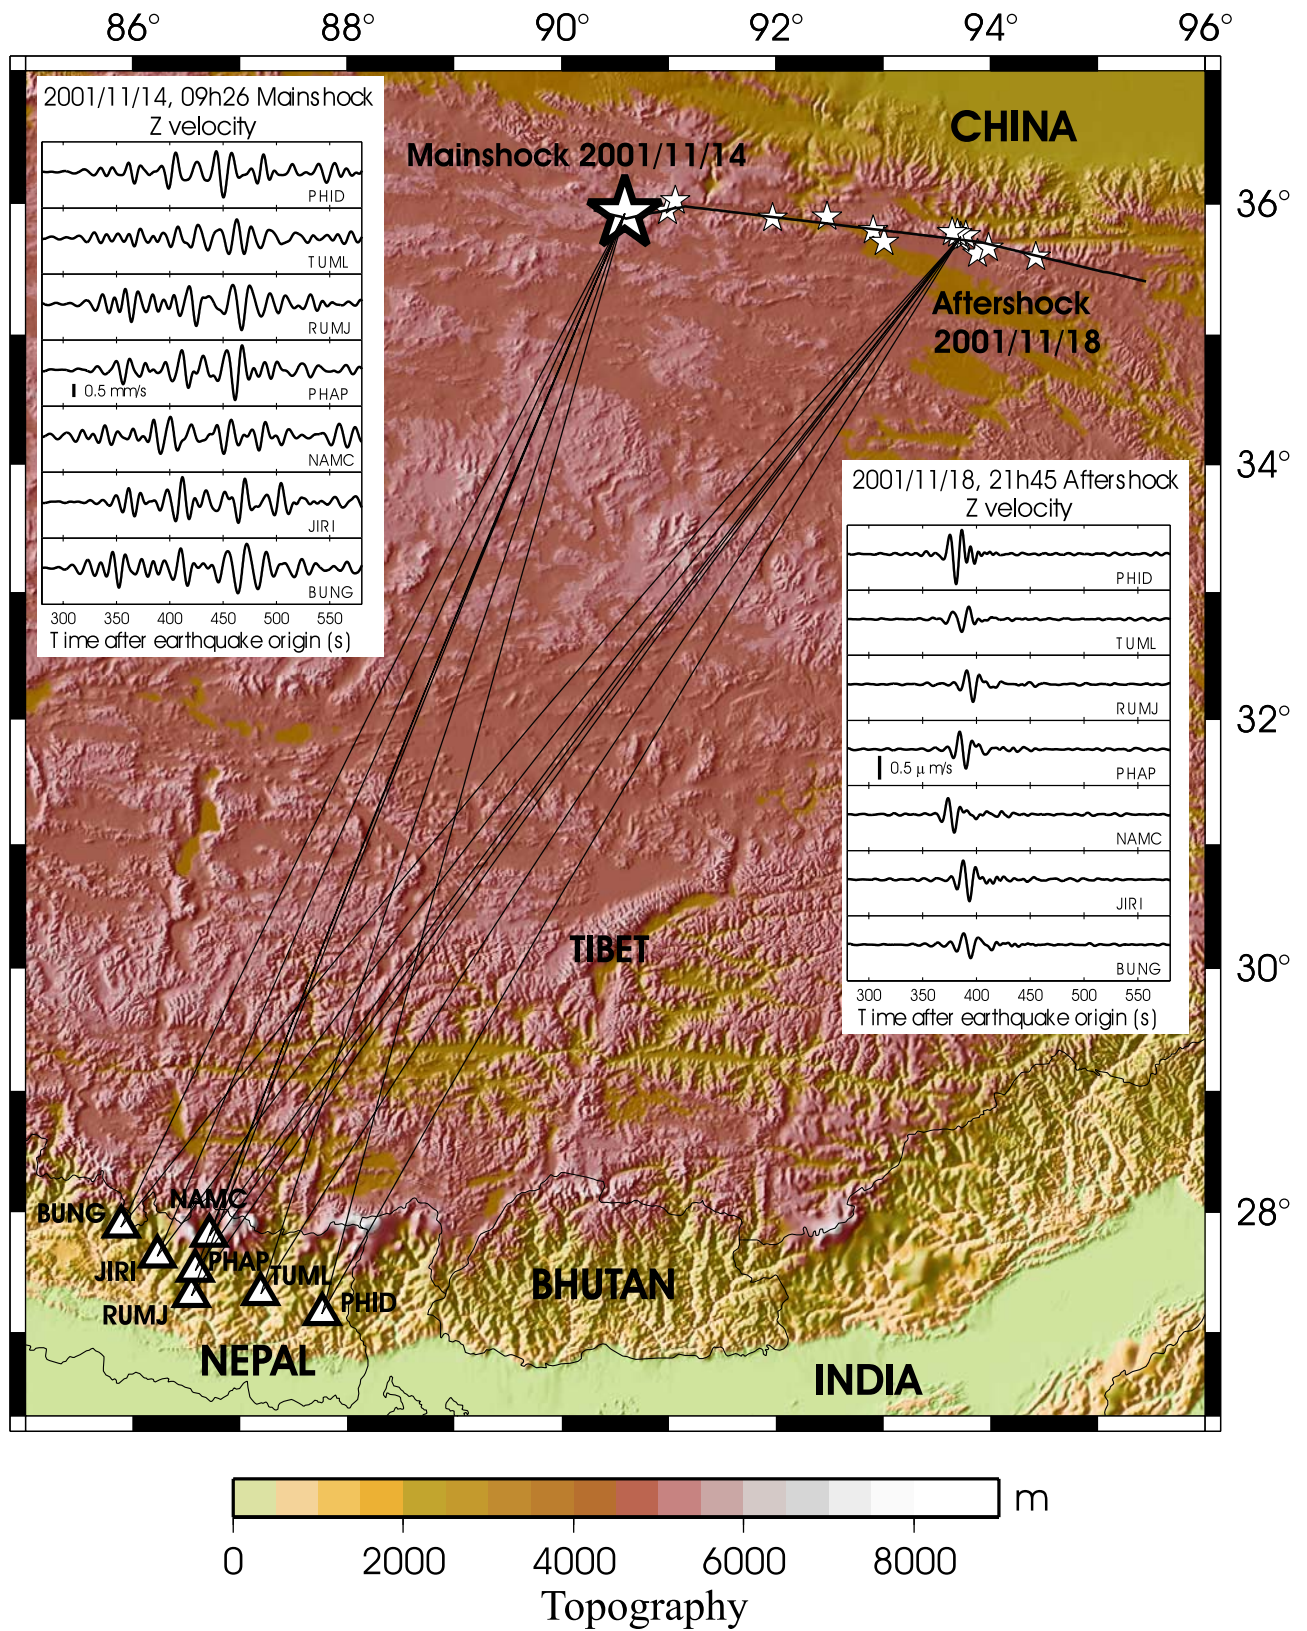 86° 88° 90° 92° 94° 96°
2001/11/14, 09h26 Mainshock
Z velocity
PHID
TUML
RUMJ
PHAP
0.5 mm/s
NAMC
JIRI
BUNG
300 350 400 450 500 550
Time after earthquake origin (s)
CHINA
Mainshock 2001/11/14
36°
Aftershock
2001/11/18
34°
2001/11/18, 21h45 Aftershock
Z velocity
PHID
TUML
RUMJ
PHAP
0.5 μ m/s
NAMC
JIRI
BUNG
300 350 400 450 500 550
Time after earthquake origin (s)
32°
TIBET
30°
28°
NAMC
BUNG
PHAP
JIRI
TUML
RUMJ
PHID
BHUTAN
NEPAL
INDIA
m
0 2000 4000 6000 8000
Topography